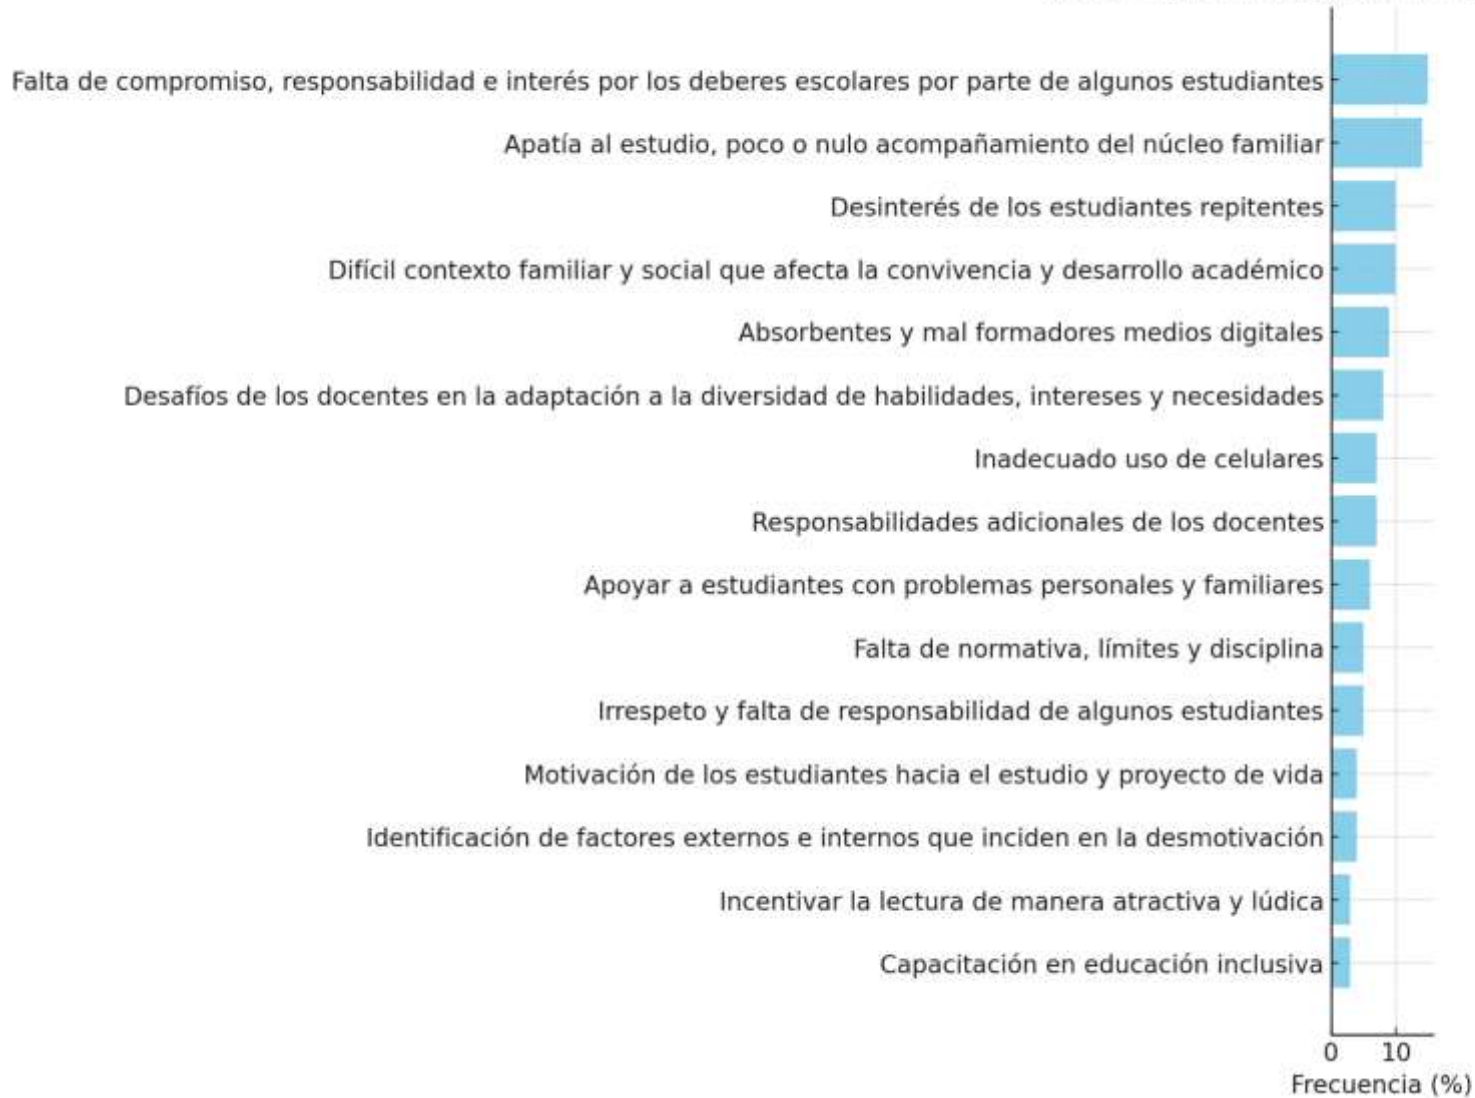 Falta de compromiso, responsabilidad e interés por los deberes escolares por parte de algunos estudiantes
Apatía al estudio, poco o nulo acompañamiento del núcleo familiar
Desinterés de los estudiantes repitentes
Difícil contexto familiar y social que afecta la convivencia y desarrollo académico
Absorbentes y mal formadores medios digitales
Desafíos de los docentes en la adaptación a la diversidad de habilidades, intereses y necesidades
Inadecuado uso de celulares
Responsabilidades adicionales de los docentes
Apoyar a estudiantes con problemas personales y familiares
Falta de normativa, límites y disciplina
Irrespeto y falta de responsabilidad de algunos estudiantes
Motivación de los estudiantes hacia el estudio y proyecto de vida
Identificación de factores externos e internos que inciden en la desmotivación
Incentivar la lectura de manera atractiva y lúdica
Capacitación en educación inclusiva
0 10
Frecuencia (%)